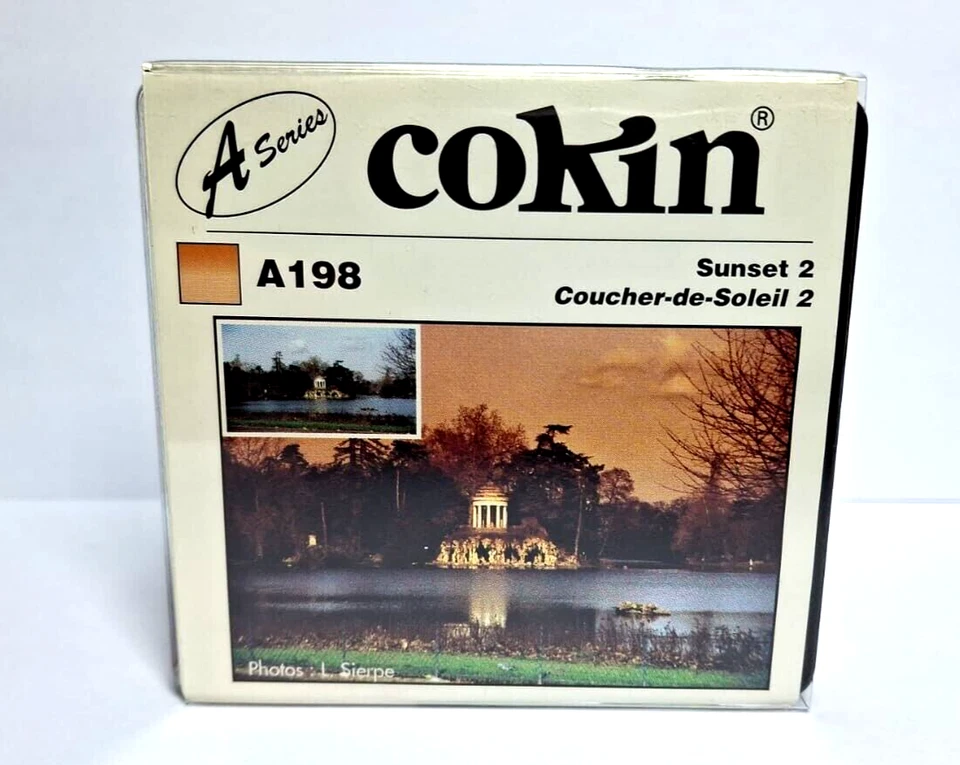 A Series
cokin®
A198
Sunset 2
Coucher-de-Soleil 2
Photos : L. Sierpe